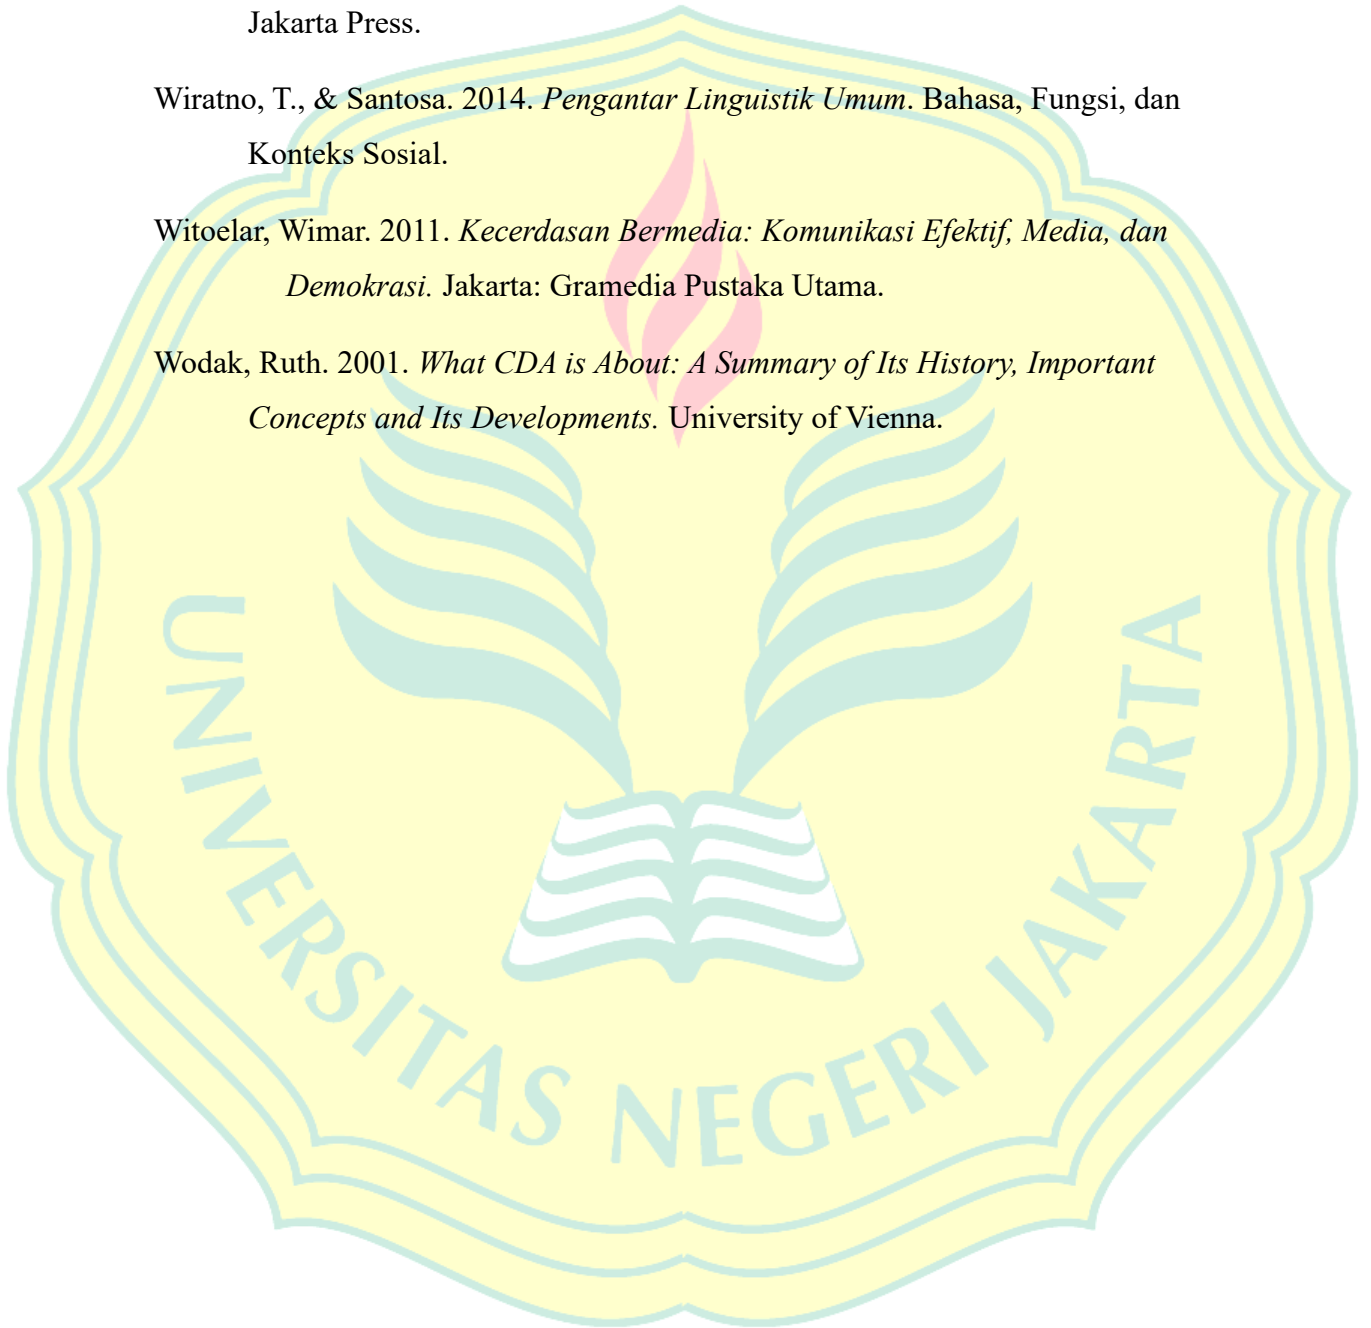 Jakarta Press.
Wiratno, T., & Santosa. 2014. Pengantar Linguistik Umum. Bahasa, Fungsi, dan
Konteks Sosial.
Witoelar, Wimar. 2011. Kecerdasan Bermedia: Komunikasi Efektif, Media, dan
Demokrasi. Jakarta: Gramedia Pustaka Utama.
Wodak, Ruth. 2001. What CDA is About: A Summary of Its History, Important
Concepts and Its Developments. University of Vienna.
UNIVERSITAS NEGERI JAKARTA